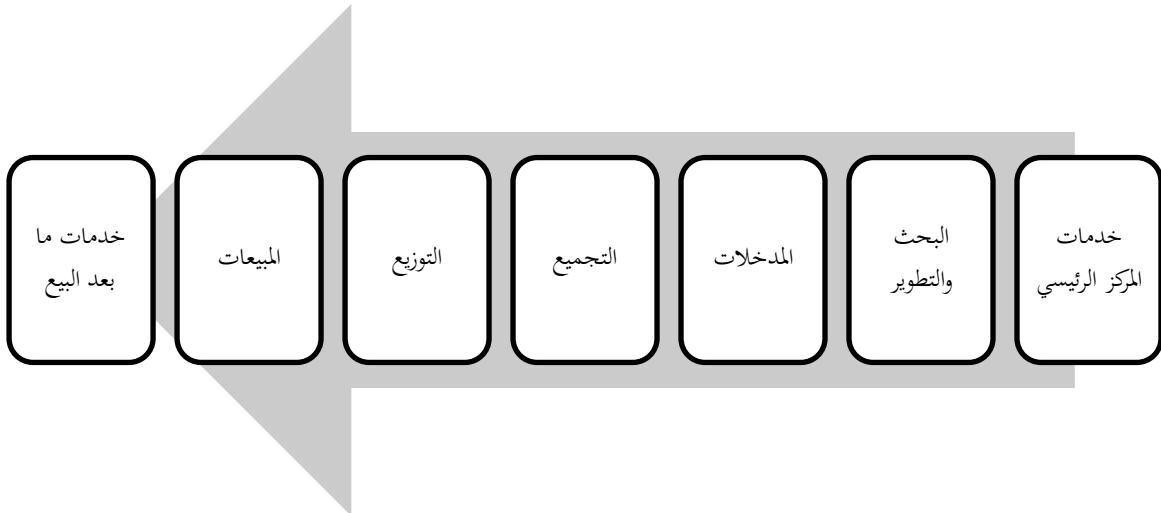 خدمات
المركز الرئيسي
البحث
والتطوير
المدخلات
التجميع
التوزيع
المبيعات
خدمات ما
بعد البيع